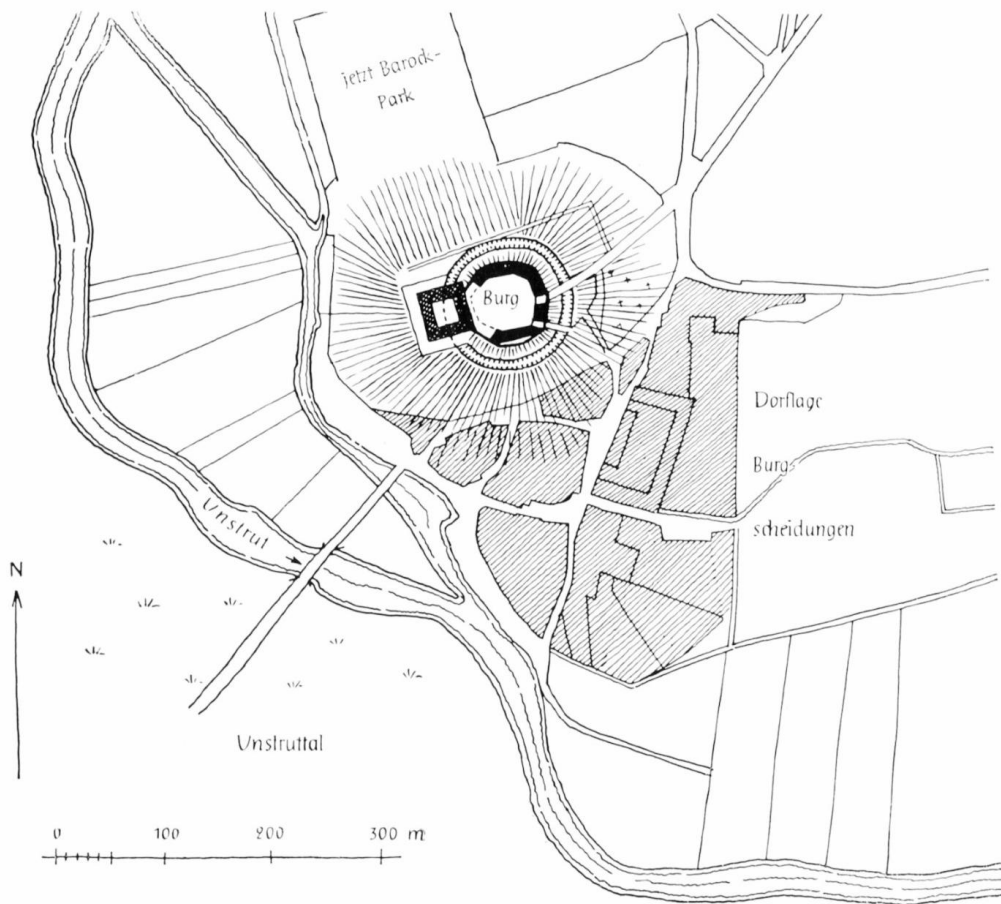 jetzt Barock-
Park
Burg
Dorflage
Burg-
scheidungen
Unstrut
N
Unstruttal
0 100 200 300 m